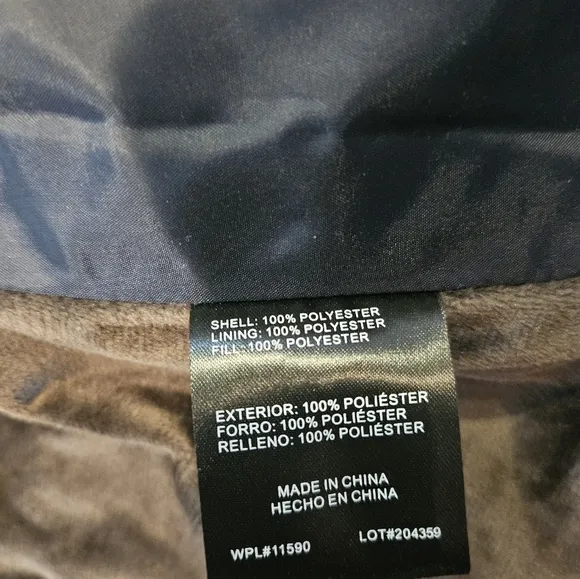 SHELL: 100% POLYESTER
LINING: 100% POLYESTER
FILL: 100% POLYESTER
EXTERIOR: 100% POLIÉSTER
FORRO: 100% POLIÉSTER
RELLENO: 100% POLIÉSTER
MADE IN CHINA
HECHO EN CHINA
WPL#11590 LOT#204359